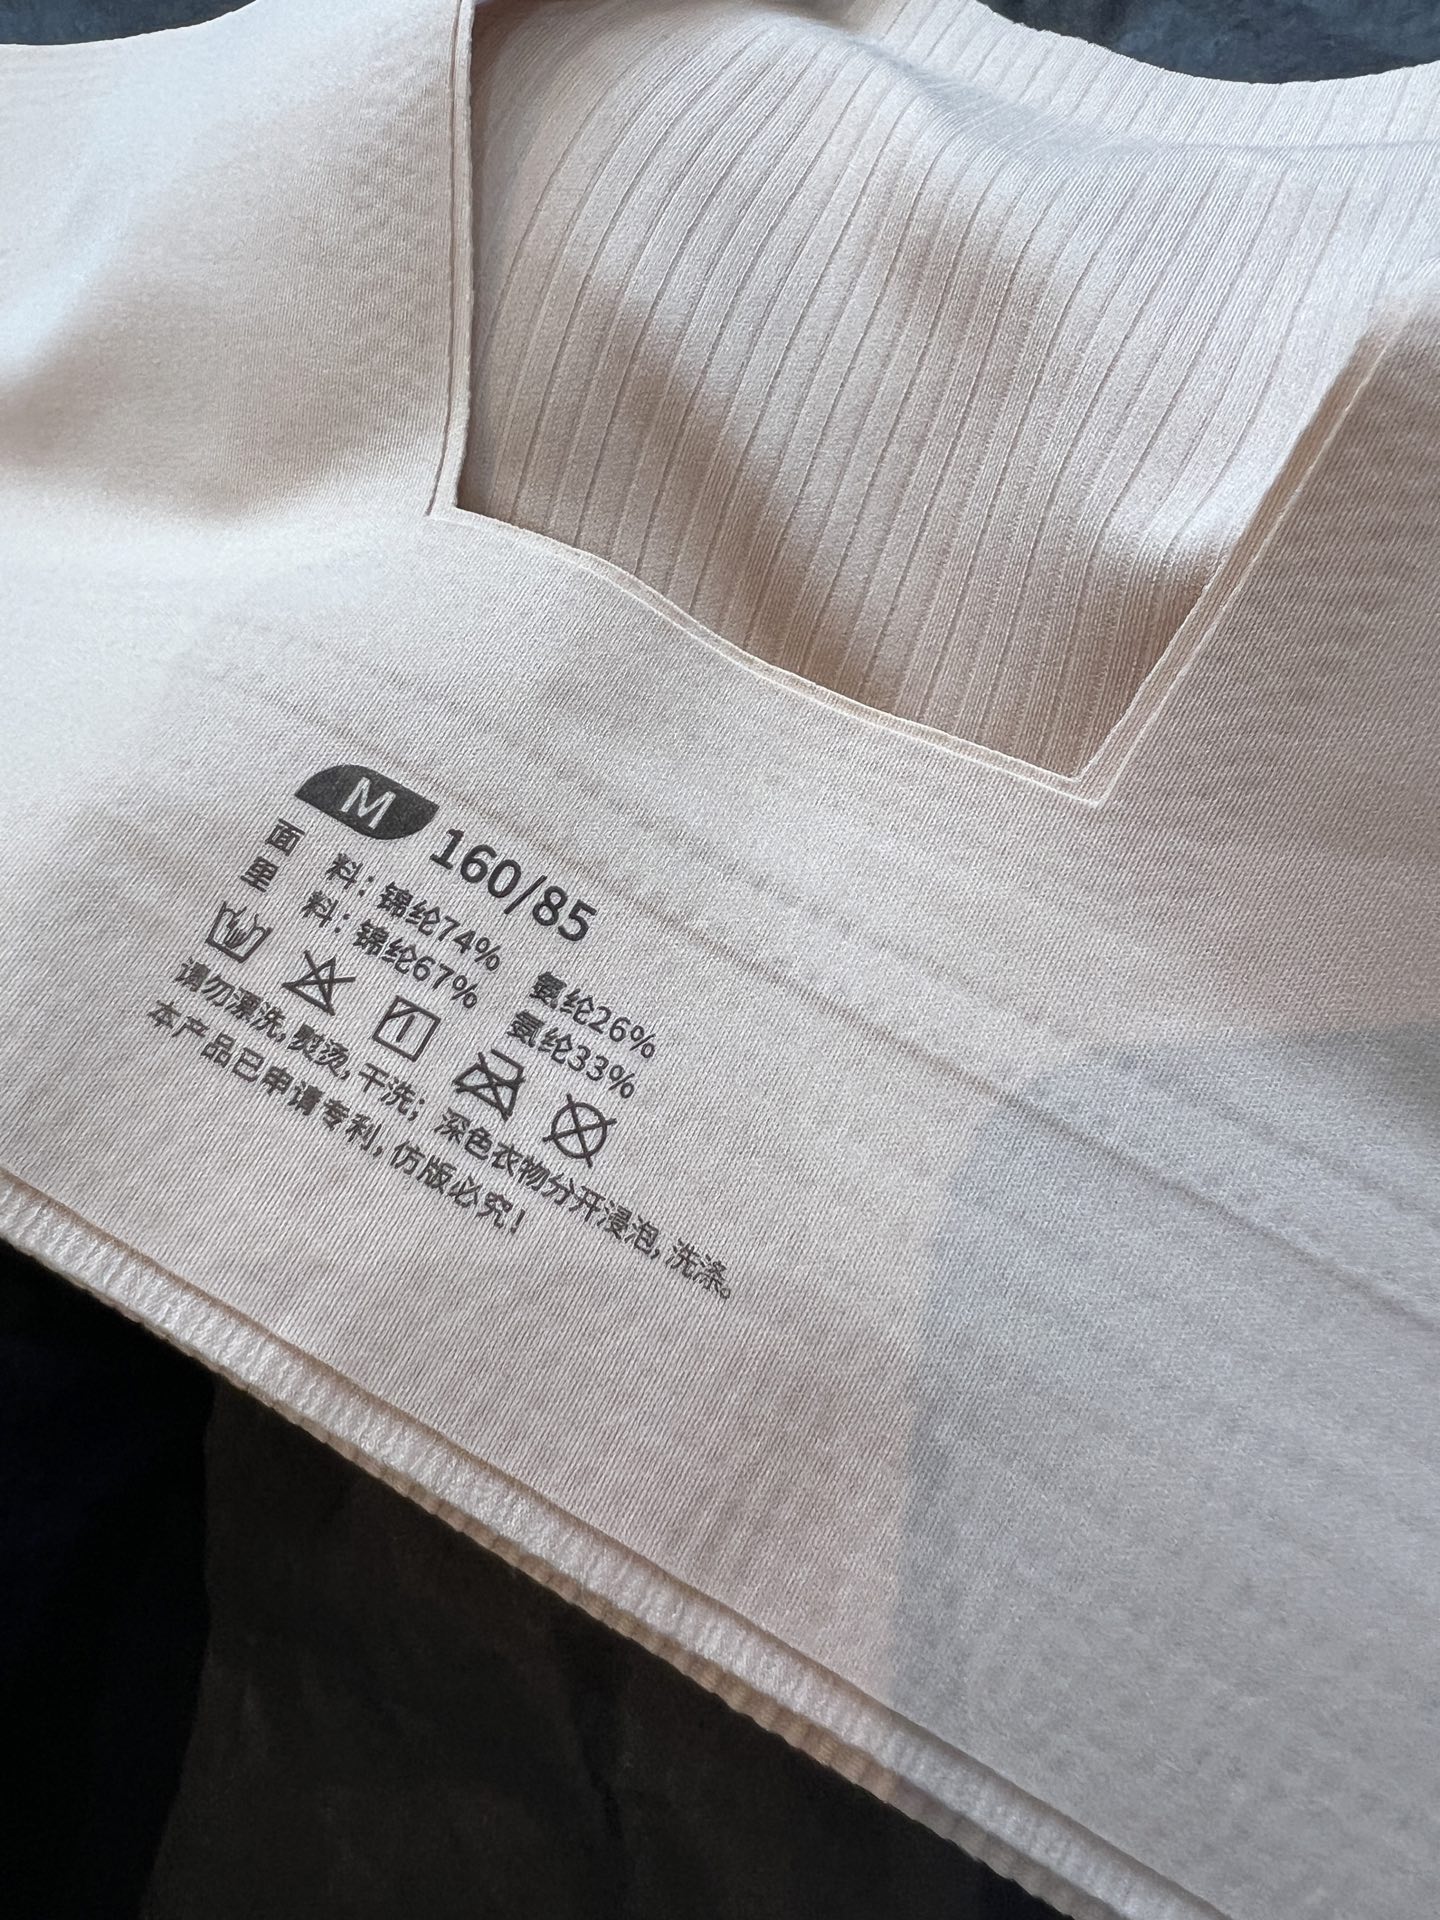 M 160/85
面 料：锦纶74% 氨纶26%
里 料：锦纶67% 氨纶33%
请勿漂洗，熨烫，干洗；深色衣物分开浸泡，洗涤。
本产品已申请专利，仿版必究！